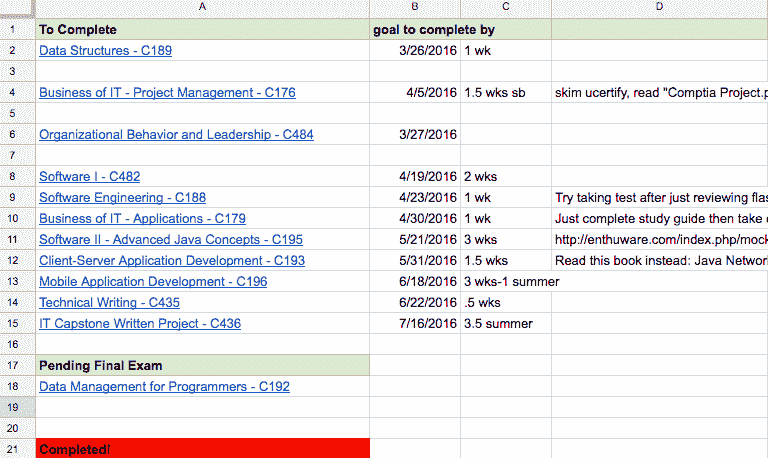 A B C D
1 To Complete goal to complete by
2 Data Structures - C189 3/26/2016 1 wk
3
4 Business of IT - Project Management - C176 4/5/2016 1.5 wks sb skim ucertify, read "Comptia Project.p
5
6 Organizational Behavior and Leadership - C484 3/27/2016
7
8 Software I - C482 4/19/2016 2 wks
9 Software Engineering - C188 4/23/2016 1 wk Try taking test after just reviewing flas
10 Business of IT - Applications - C179 4/30/2016 1 wk Just complete study guide then take
11 Software II - Advanced Java Concepts - C195 5/21/2016 3 wks http://enthuware.com/index.php/mock
12 Client-Server Application Development - C193 5/31/2016 1.5 wks Read this book instead: Java Network
13 Mobile Application Development - C196 6/18/2016 3 wks-1 summer
14 Technical Writing - C435 6/22/2016 .5 wks
15 IT Capstone Written Project - C436 7/16/2016 3.5 summer
16
17 Pending Final Exam
18 Data Management for Programmers - C192
19
20
21 Completed!